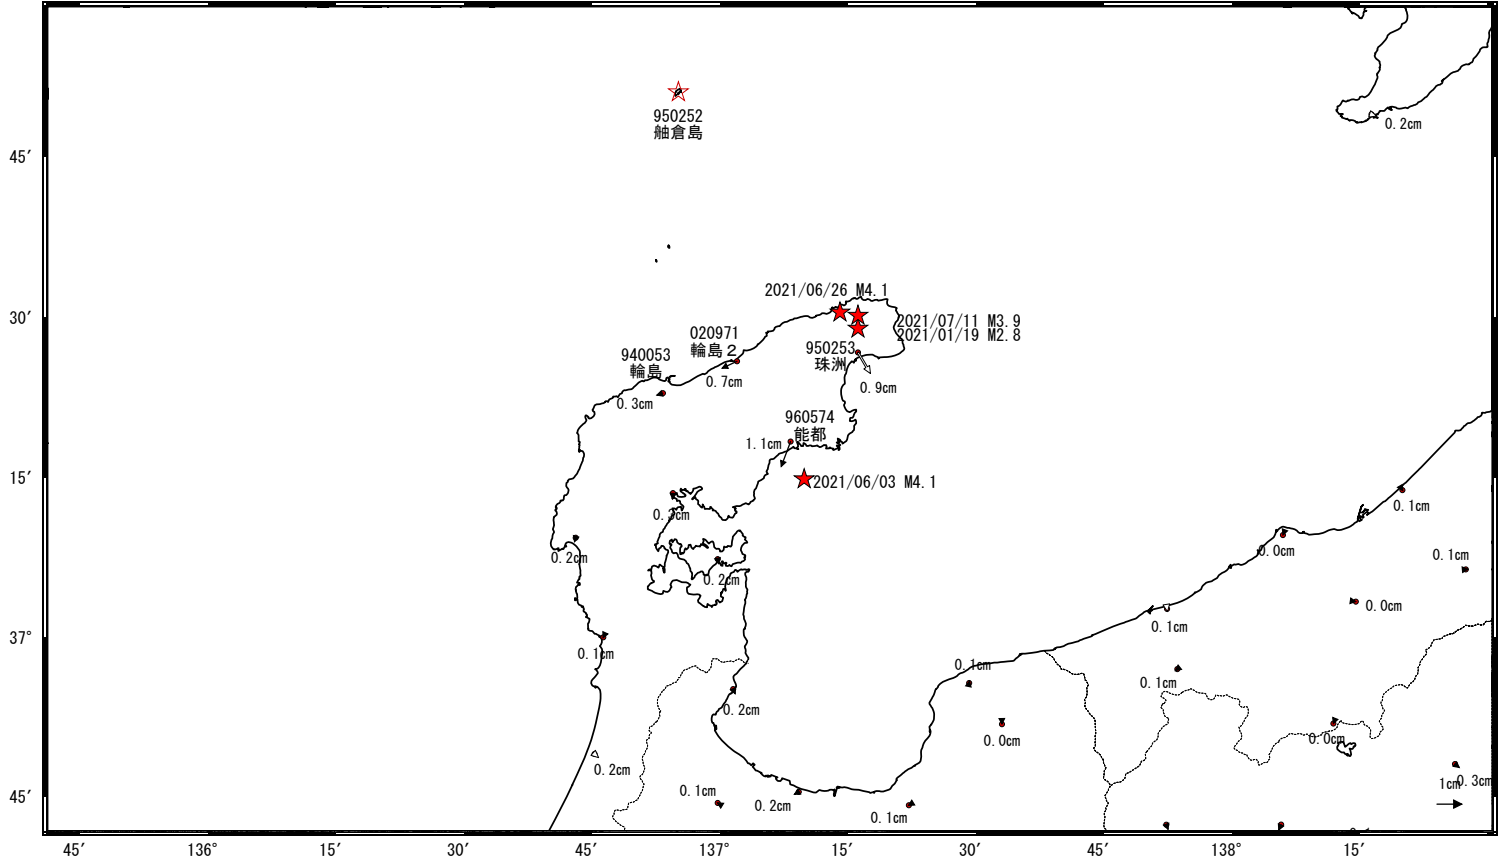 950252
舳倉島
0.2cm
45′
2021/06/26 M4.1
30′
2021/07/11 M3.9
2021/01/19 M2.8
020971
輪島２
950253
珠洲
940053
輪島
0.7cm
0.9cm
0.3cm
960574
能都
1.1cm
15′
2021/06/03 M4.1
0.1cm
0.2cm
0.0cm
0.1cm
0.2cm
0.0cm
0.1cm
37°
0.1cm
0.1cm
0.1cm
0.2cm
0.0cm
0.0cm
0.2cm
0.3cm
1cm
0.1cm
45′
0.2cm
0.1cm
45′
136°
15′
30′
45′
137°
15′
30′
45′
138°
15′